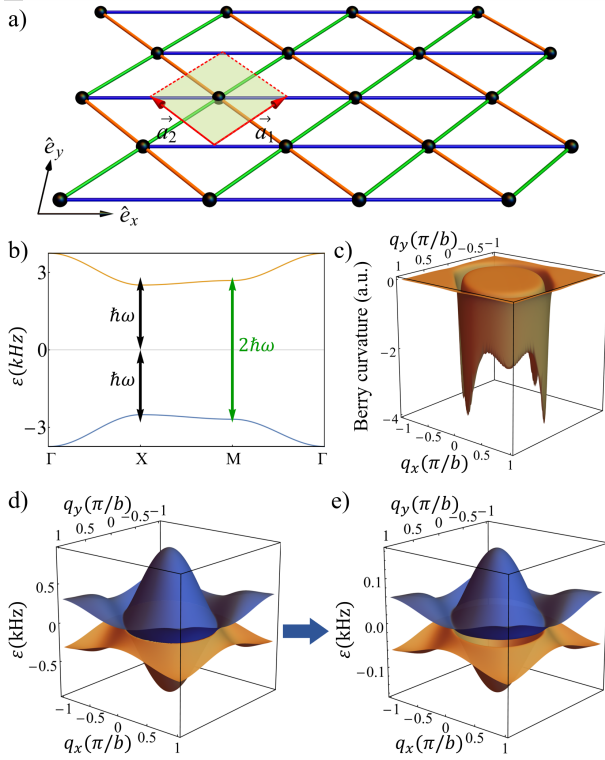 a)
a₂ a₁
ê_y
ê_x
b)
3
0
−3
ε(kHz)
ħω
ħω
2ħω
Γ X M Γ
c)
q_y(π/b)
1 0.5 0 -0.5 -1
Berry curvature (a.u.)
0
−2
−4
−1 −0.5 0 0.5 1
q_x(π/b)
d)
q_y(π/b)
1 0.5 0 -0.5 -1
ε(kHz)
0.5
0
-0.5
−1 −0.5 0 0.5 1
q_x(π/b)
e)
q_y(π/b)
1 0.5 0 -0.5 -1
ε(kHz)
0.1
0.0
-0.1
−1 −0.5 0 0.5 1
q_x(π/b)